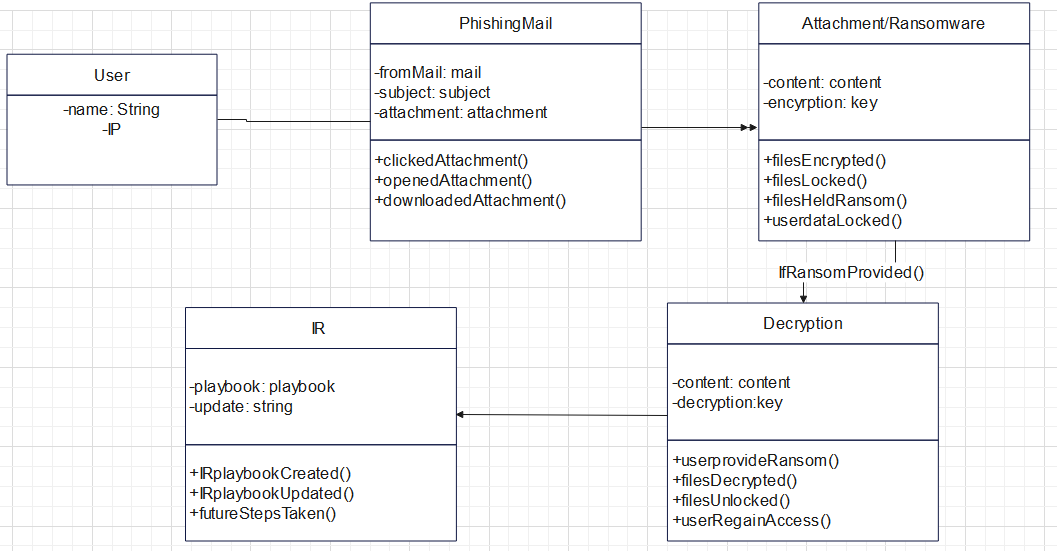 User
-name: String
-IP
PhishingMail
-fromMail: mail
-subject: subject
-attachment: attachment
+clickedAttachment()
+openedAttachment()
+downloadedAttachment()
Attachment/Ransomware
-content: content
-encyrption: key
+filesEncrypted()
+filesLocked()
+filesHeldRansom()
+userdataLocked()
IfRansomProvided()
Decryption
-content: content
-decryption:key
+userprovideRansom()
+filesDecrypted()
+filesUnlocked()
+userRegainAccess()
IR
-playbook: playbook
-update: string
+IRplaybookCreated()
+IRplaybookUpdated()
+futureStepsTaken()